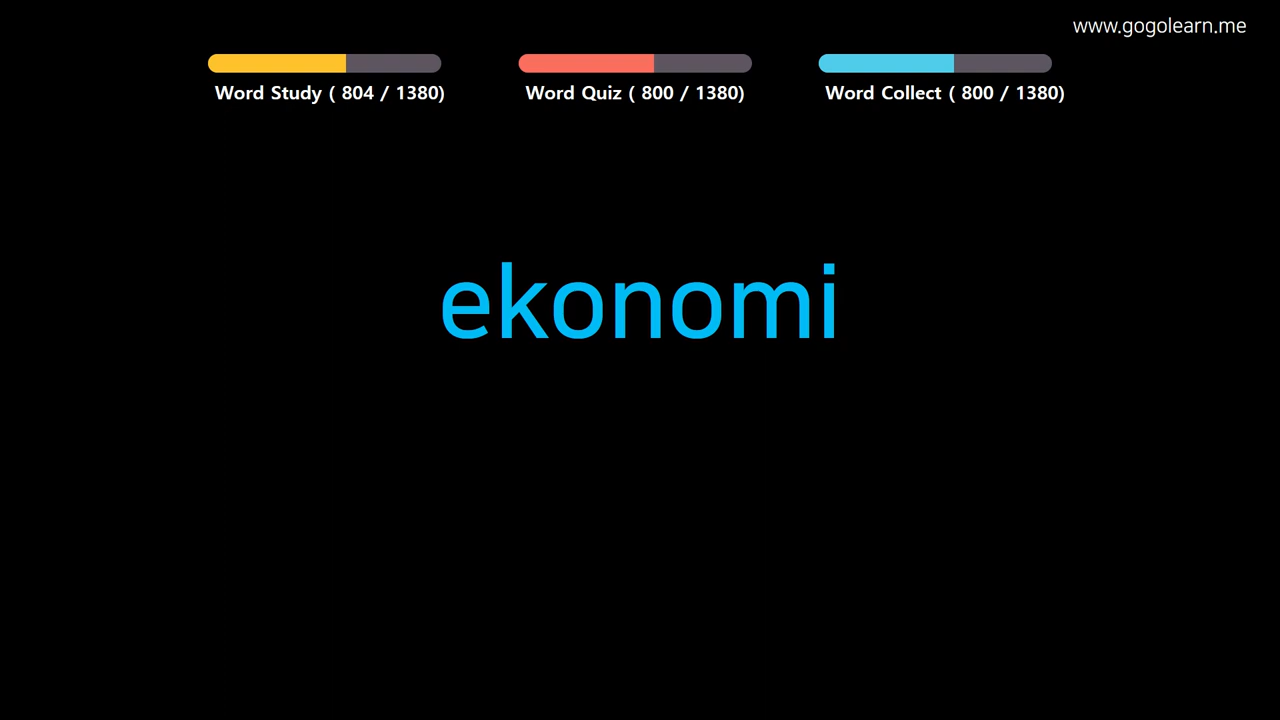 www.gogolearn.me
Word Study ( 804 / 1380)
Word Quiz ( 800 / 1380)
Word Collect ( 800 / 1380)
ekonomi